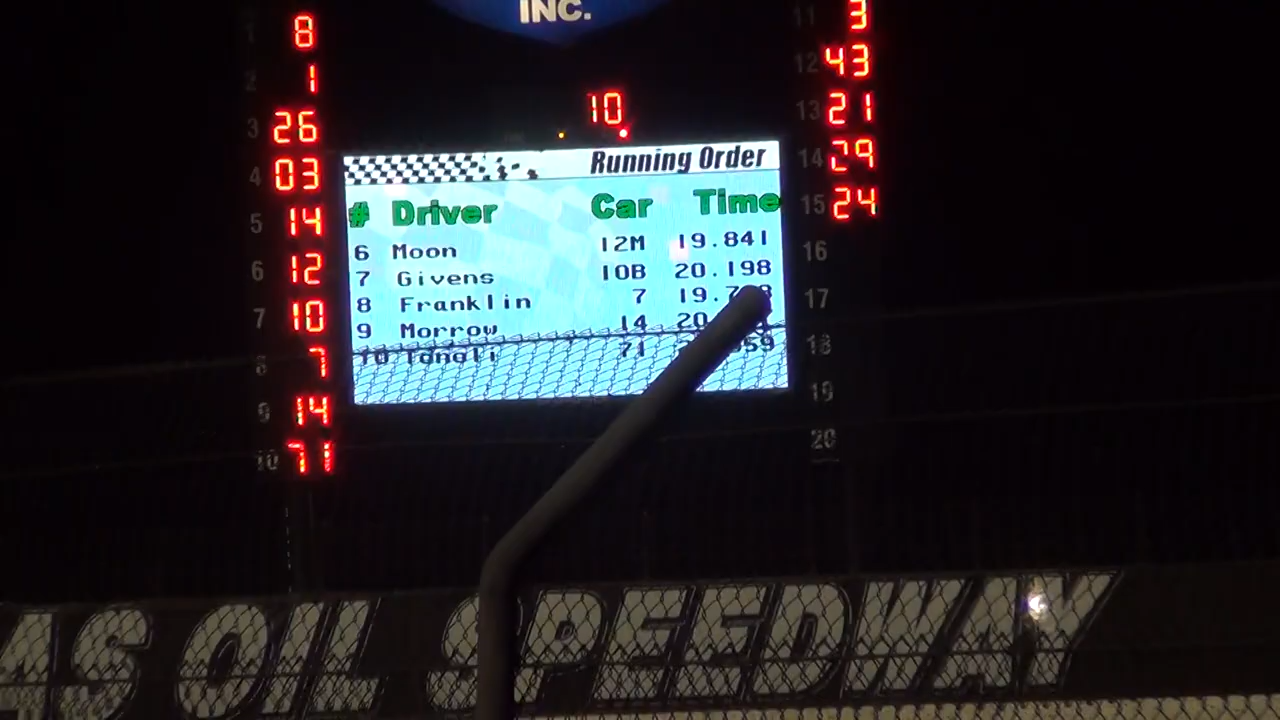 INC.
10
Running Order
# Driver Car Time
6 Moon 12M 19.841
7 Givens 10B 20.198
8 Franklin 7
9 Morrow 14
10 71
1 8
2 1
3 26
4 03
5 14
6 12
7 10
8 7
9 14
10 71
11 3
12 43
13 21
14 29
15 24
16
17
18
19
20
AS OIL SPEEDWAY